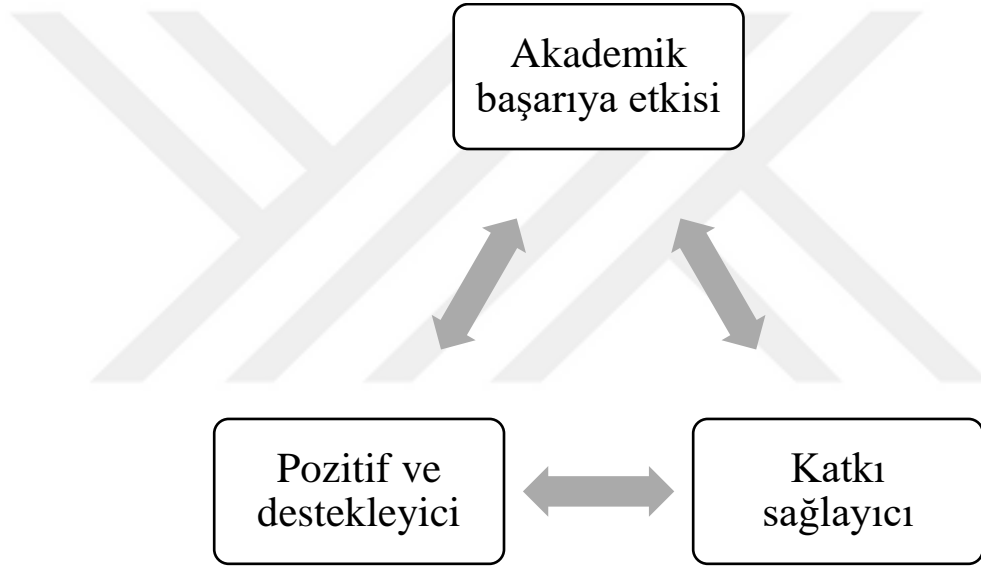 Akademik
başarıya etkisi
Pozitif ve
destekleyici
Katkı
sağlayıcı